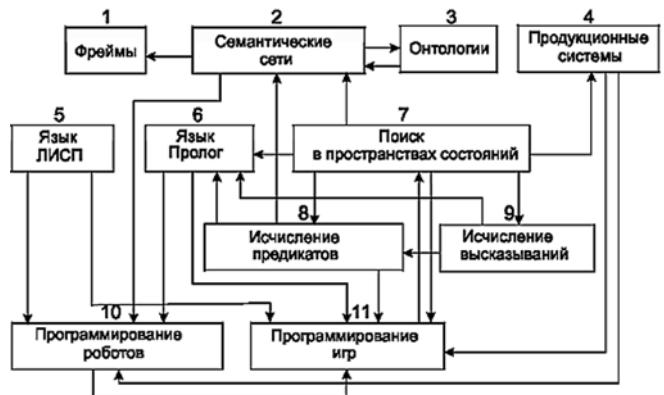 1
2
3
4
Фреймы
Семантические
сети
Онтологии
Продукционные
системы
5
6
7
Язык
ЛИСП
Язык
Пролог
Поиск
в пространствах состояний
8
9
Исчисление
предикатов
Исчисление
высказываний
10
11
Программирование
роботов
Программирование
игр